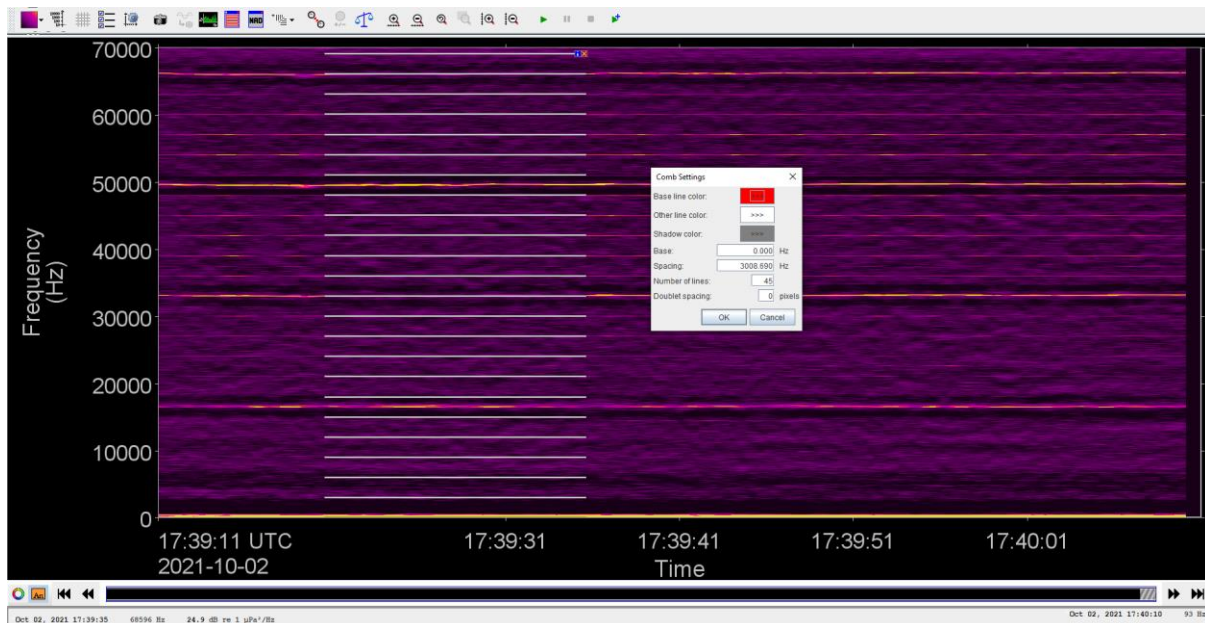 NAD
70000
60000
50000
40000
30000
20000
10000
0
Frequency
(Hz)
Comb Settings
Base line color:
Other line color: >>>
Shadow color: >>>
Base: 0.000 Hz
Spacing: 3008.690 Hz
Number of lines: 45
Doublet spacing: 0 pixels
OK Cancel
17:39:11 UTC 17:39:31 17:39:41 17:39:51 17:40:01
2021-10-02 Time
Oct 02, 2021 17:39:35 68596 Hz 24.9 dB re 1 µPa²/Hz Oct 02, 2021 17:40:10 93 Hz